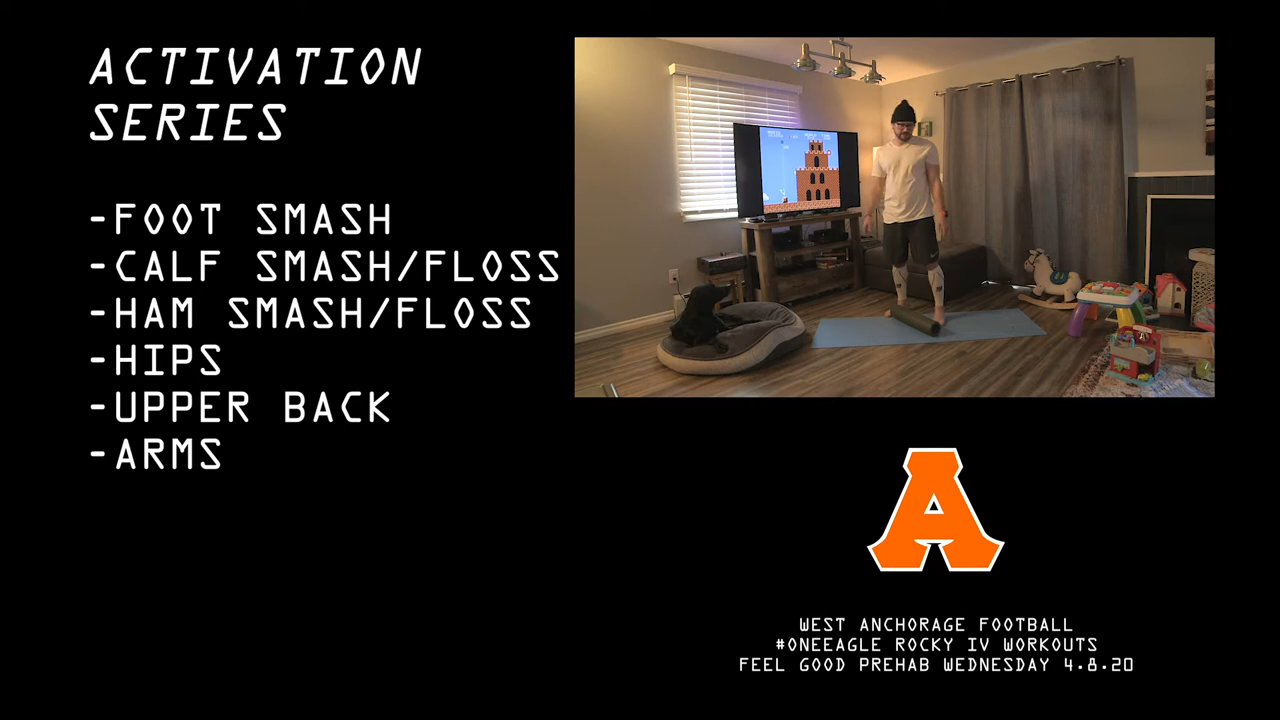 ACTIVATION
SERIES
-FOOT SMASH
-CALF SMASH/FLOSS
-HAM SMASH/FLOSS
-HIPS
-UPPER BACK
-ARMS
A
WEST ANCHORAGE FOOTBALL
#ONEEAGLE ROCKY IV WORKOUTS
FEEL GOOD PREHAB WEDNESDAY 4.8.20